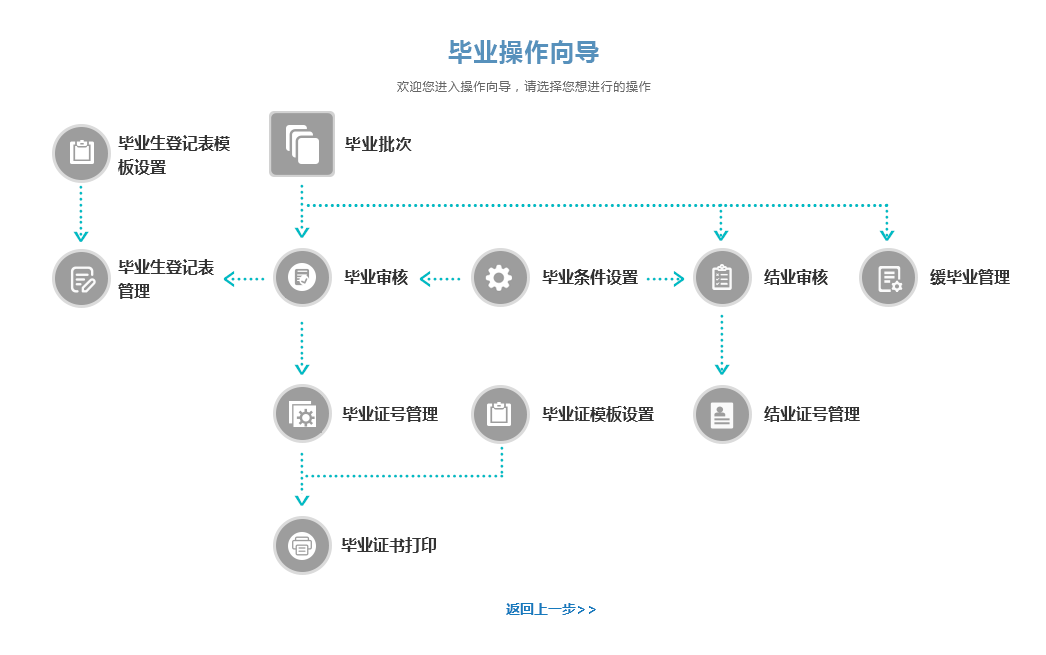 毕业操作向导
欢迎您进入操作向导，请选择您想进行的操作
毕业生登记表模
板设置
毕业批次
毕业生登记表
管理
毕业审核
毕业条件设置
结业审核
缓毕业管理
毕业证号管理
毕业证模板设置
结业证号管理
毕业证书打印
返回上一步>>